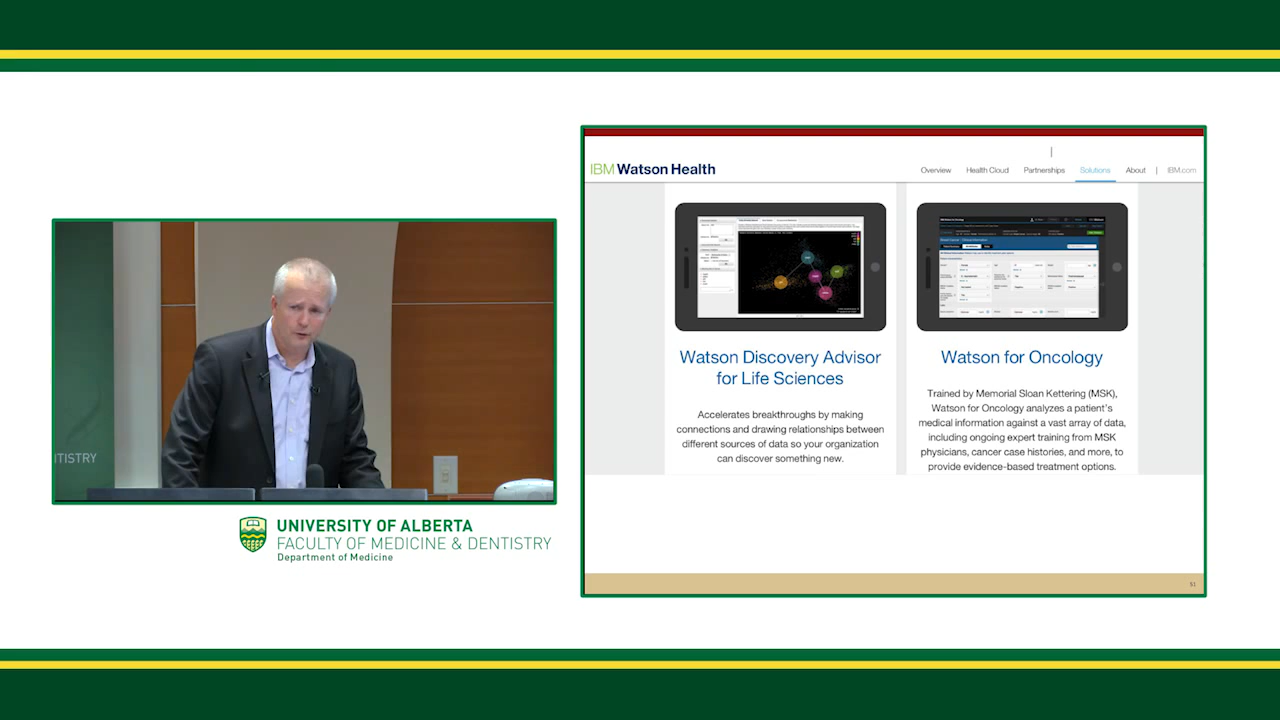 TISTRY
UNIVERSITY OF ALBERTA
FACULTY OF MEDICINE & DENTISTRY
Department of Medicine
IBM Watson Health
Overview Health Cloud Partnerships Solutions About | IBM.com
Watson Discovery Advisor
for Life Sciences
Accelerates breakthroughs by making
connections and drawing relationships between
different sources of data so your organization
can discover something new.
Watson for Oncology
Trained by Memorial Sloan Kettering (MSK),
Watson for Oncology analyzes a patient's
medical information against a vast array of data,
including ongoing expert training from MSK
physicians, cancer case histories, and more, to
provide evidence-based treatment options.
51